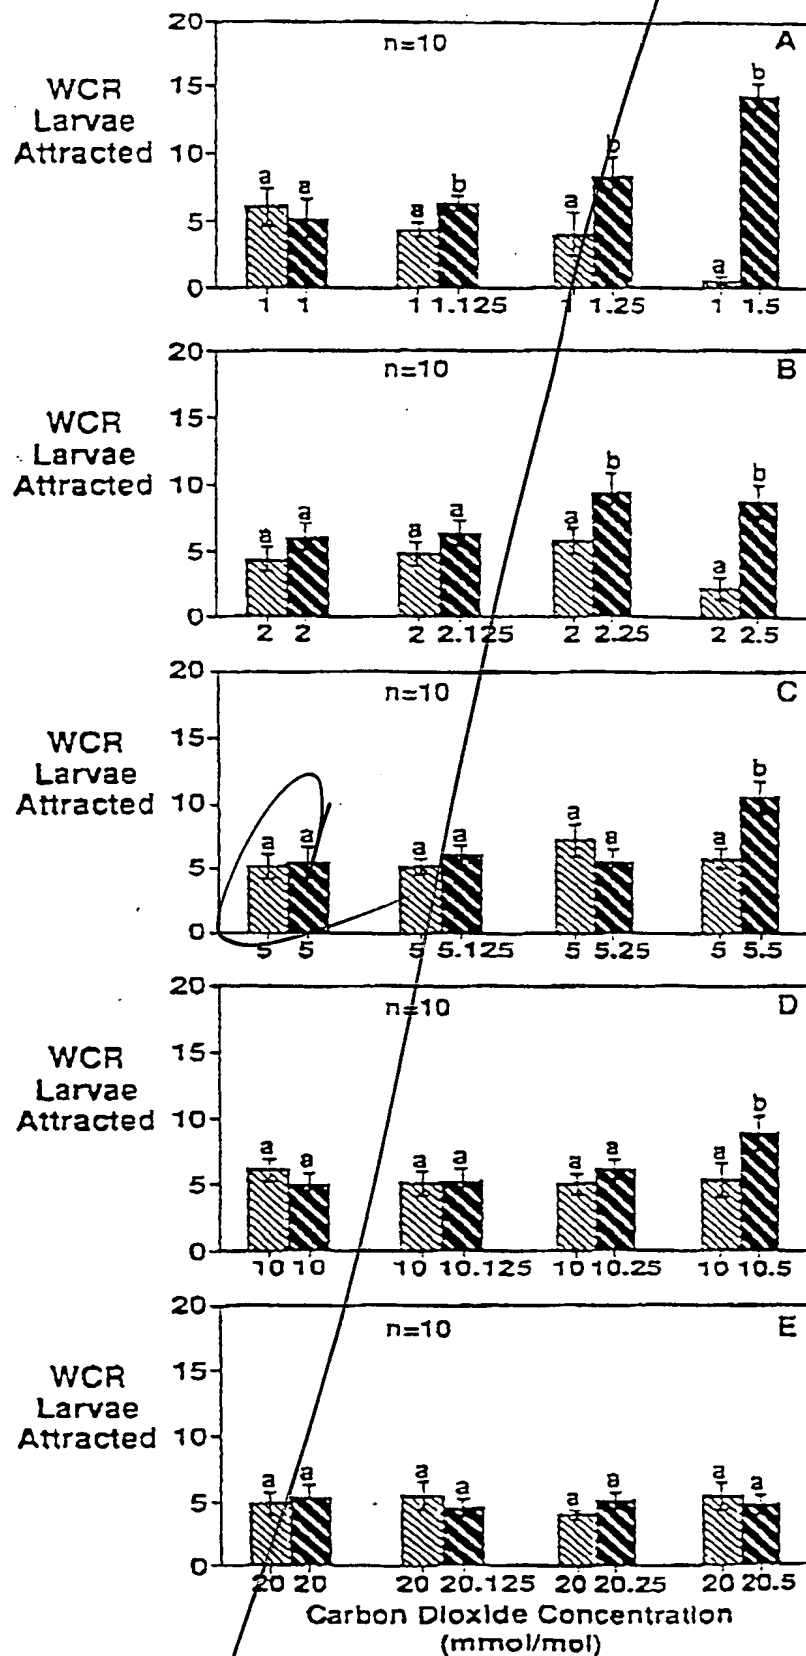 20
n=10
A
15
WCR
Larvae
Attracted
10
5
0
a a a b a b a b
1 1 1 1.125 1 1.25 1 1.5
20
n=10
B
15
WCR
Larvae
Attracted
10
5
0
a a a a a b a b
2 2 2 2.125 2 2.25 2 2.5
20
n=10
C
15
WCR
Larvae
Attracted
10
5
0
a a a a a a a b
5 5 5 5.125 5 5.25 5 5.5
20
n=10
D
15
WCR
Larvae
Attracted
10
5
0
a a a a a a a b
10 10 10 10.125 10 10.25 10 10.5
20
n=10
E
15
WCR
Larvae
Attracted
10
5
0
a a a a a a a a
20 20 20 20.125 20 20.25 20 20.5
Carbon Dioxide Concentration
(mmol/mol)